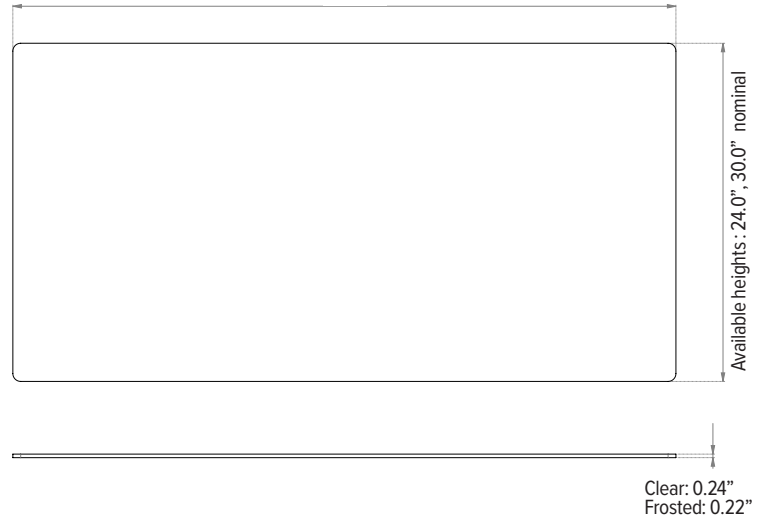 Available heights : 24.0”, 30.0” nominal
Clear: 0.24”
Frosted: 0.22”